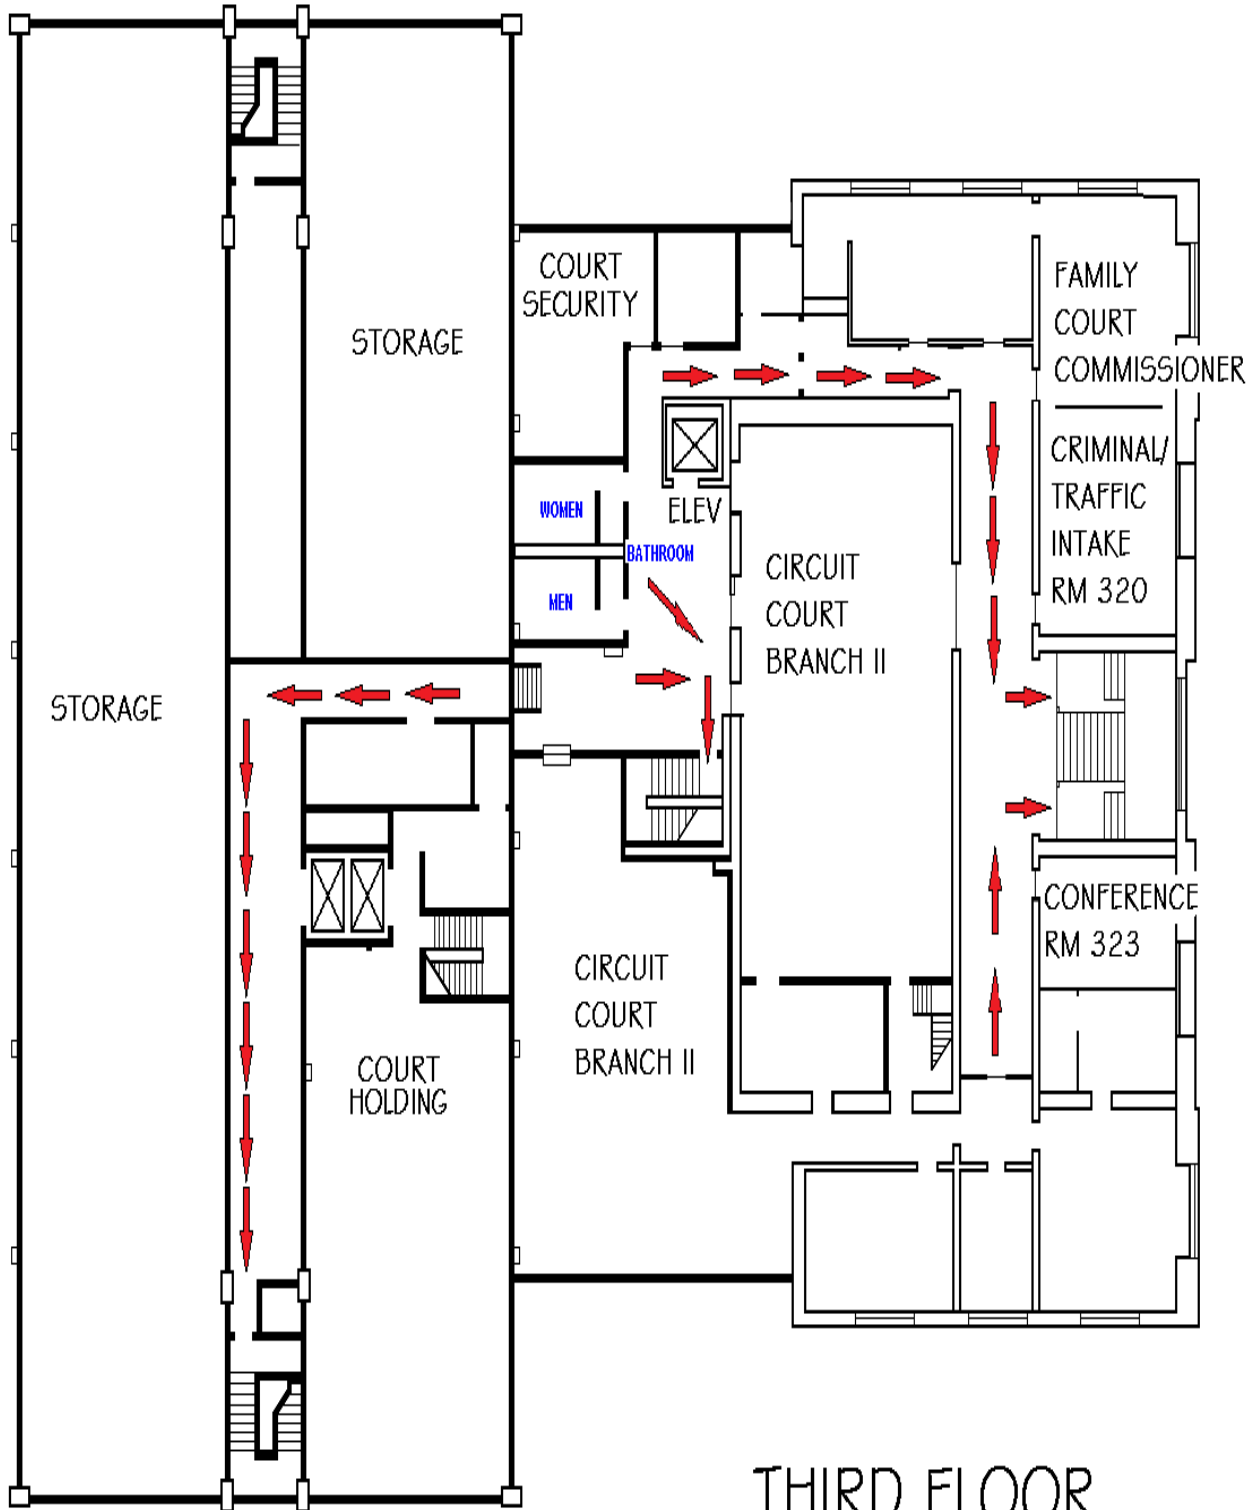 COURT
SECURITY
STORAGE
FAMILY
COURT
COMMISSIONER
CRIMINAL/
TRAFFIC
INTAKE
RM 320
WOMEN
ELEV
BATHROOM
MEN
CIRCUIT
COURT
BRANCH II
STORAGE
CONFERENCE
RM 323
CIRCUIT
COURT
BRANCH II
COURT
HOLDING
THIRD FLOOR